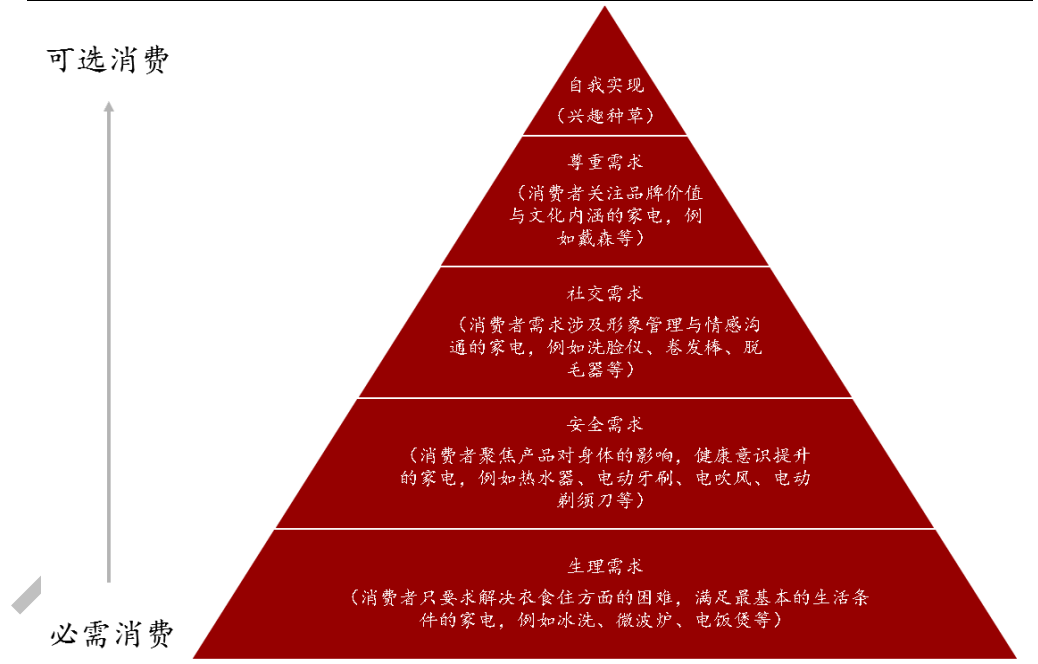 可选消费
自我实现
（兴趣种草）
尊重需求
（消费者关注品牌价值
与文化内涵的家电，例
如戴森等）
社交需求
（消费者需求涉及形象管理与情感沟
通的家电，例如洗脸仪、卷发棒、脱
毛器等）
安全需求
（消费者聚焦产品对身体的影响，健康意识提升
的家电，例如热水器、电动牙刷、电吹风、电动
剃须刀等）
生理需求
（消费者只要求解决衣食住方面的困难，满足最基本的生活条
件的家电，例如冰洗、微波炉、电饭煲等）
必需消费